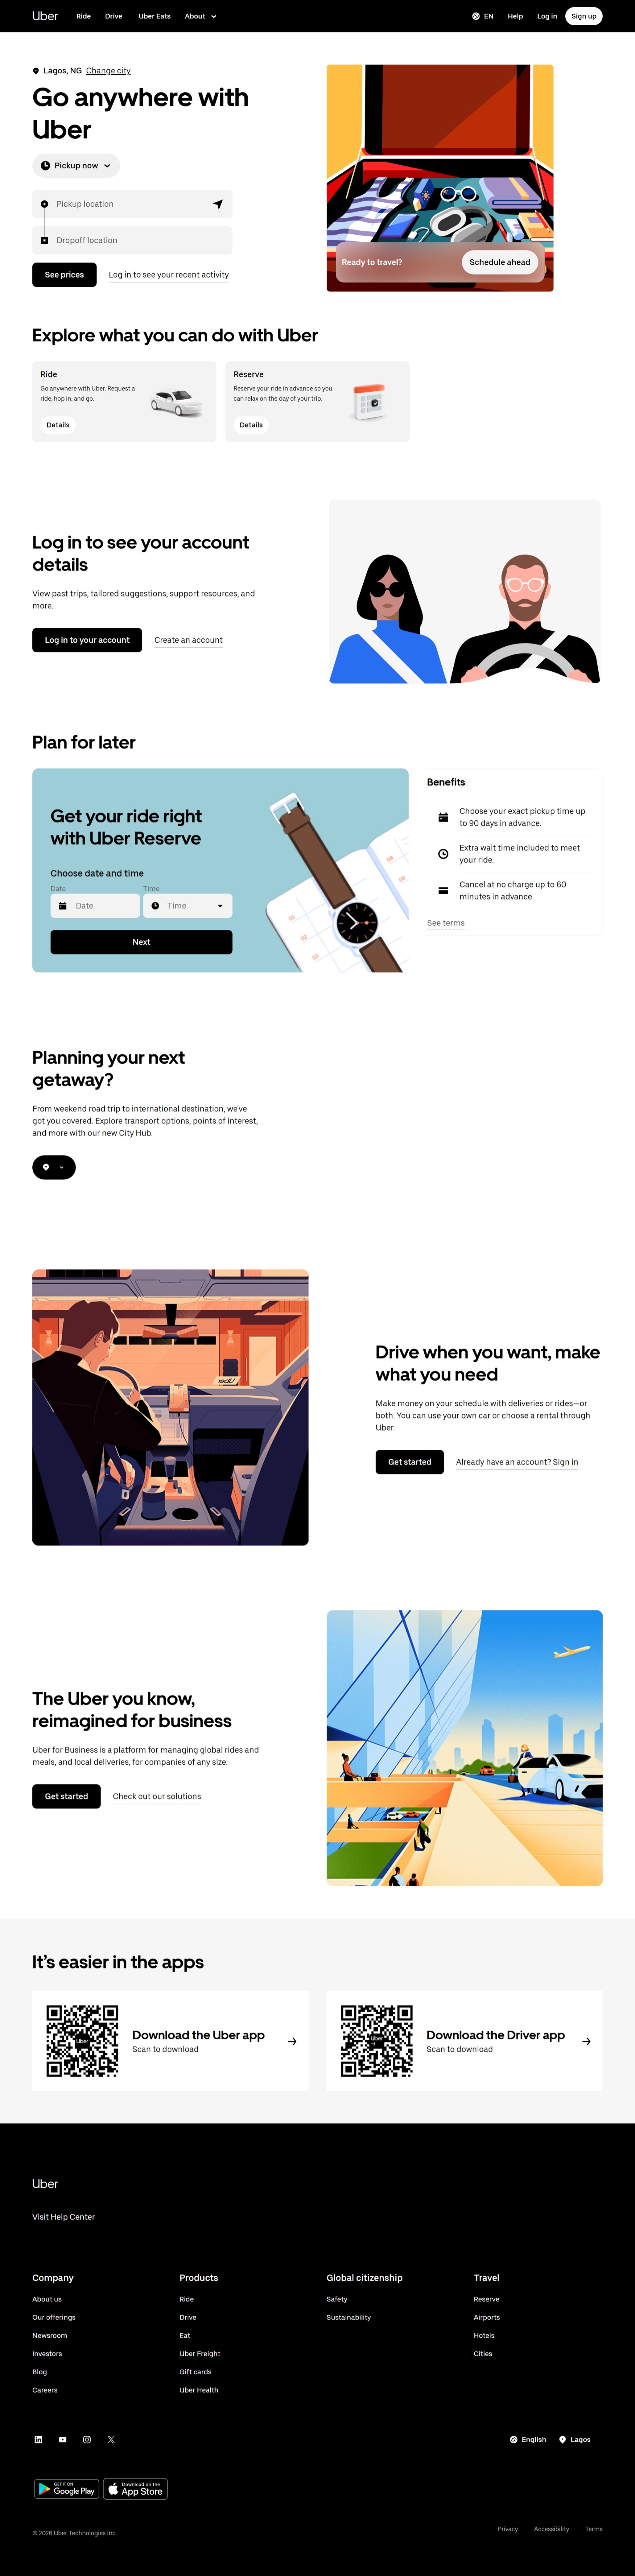 Uber
Ride
Drive
Uber Eats
About
EN
Help
Log in
Sign up
Lagos, NG Change city
Go anywhere with
Uber
Pickup now
Pickup location
Dropoff location
See prices
Log in to see your recent activity
Ready to travel?
Schedule ahead
Explore what you can do with Uber
Ride
Go anywhere with Uber. Request a
ride, hop in, and go.
Details
Reserve
Reserve your ride in advance so you
can relax on the day of your trip.
Details
Log in to see your account
details
View past trips, tailored suggestions, support resources, and
more.
Log in to your account
Create an account
Plan for later
Get your ride right
with Uber Reserve
Choose date and time
Date
Time
Date
Time
Next
Benefits
Choose your exact pickup time up
to 90 days in advance.
Extra wait time included to meet
your ride.
Cancel at no charge up to 60
minutes in advance.
See terms
Planning your next
getaway?
From weekend road trip to international destination, we've
got you covered. Explore transport options, points of interest,
and more with our new City Hub.
Drive when you want, make
what you need
Make money on your schedule with deliveries or rides—or
both. You can use your own car or choose a rental through
Uber.
Get started
Already have an account? Sign in
The Uber you know,
reimagined for business
Uber for Business is a platform for managing global rides and
meals, and local deliveries, for companies of any size.
Get started
Check out our solutions
It's easier in the apps
Download the Uber app
Scan to download
Download the Driver app
Scan to download
Uber
Visit Help Center
Company
About us
Our offerings
Newsroom
Investors
Blog
Careers
Products
Ride
Drive
Eat
Uber Freight
Gift cards
Uber Health
Global citizenship
Safety
Sustainability
Travel
Reserve
Airports
Hotels
Cities
English
Lagos
GET IT ON
Google Play
Download on the
App Store
© 2026 Uber Technologies Inc.
Privacy
Accessibility
Terms